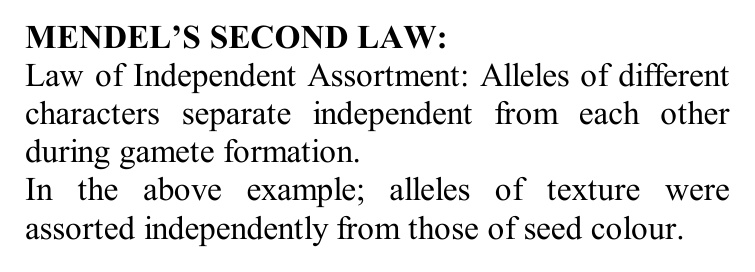 MENDEL’S SECOND LAW:
Law of Independent Assortment: Alleles of different
characters separate independent from each other
during gamete formation.
In the above example; alleles of texture were
assorted independently from those of seed colour.